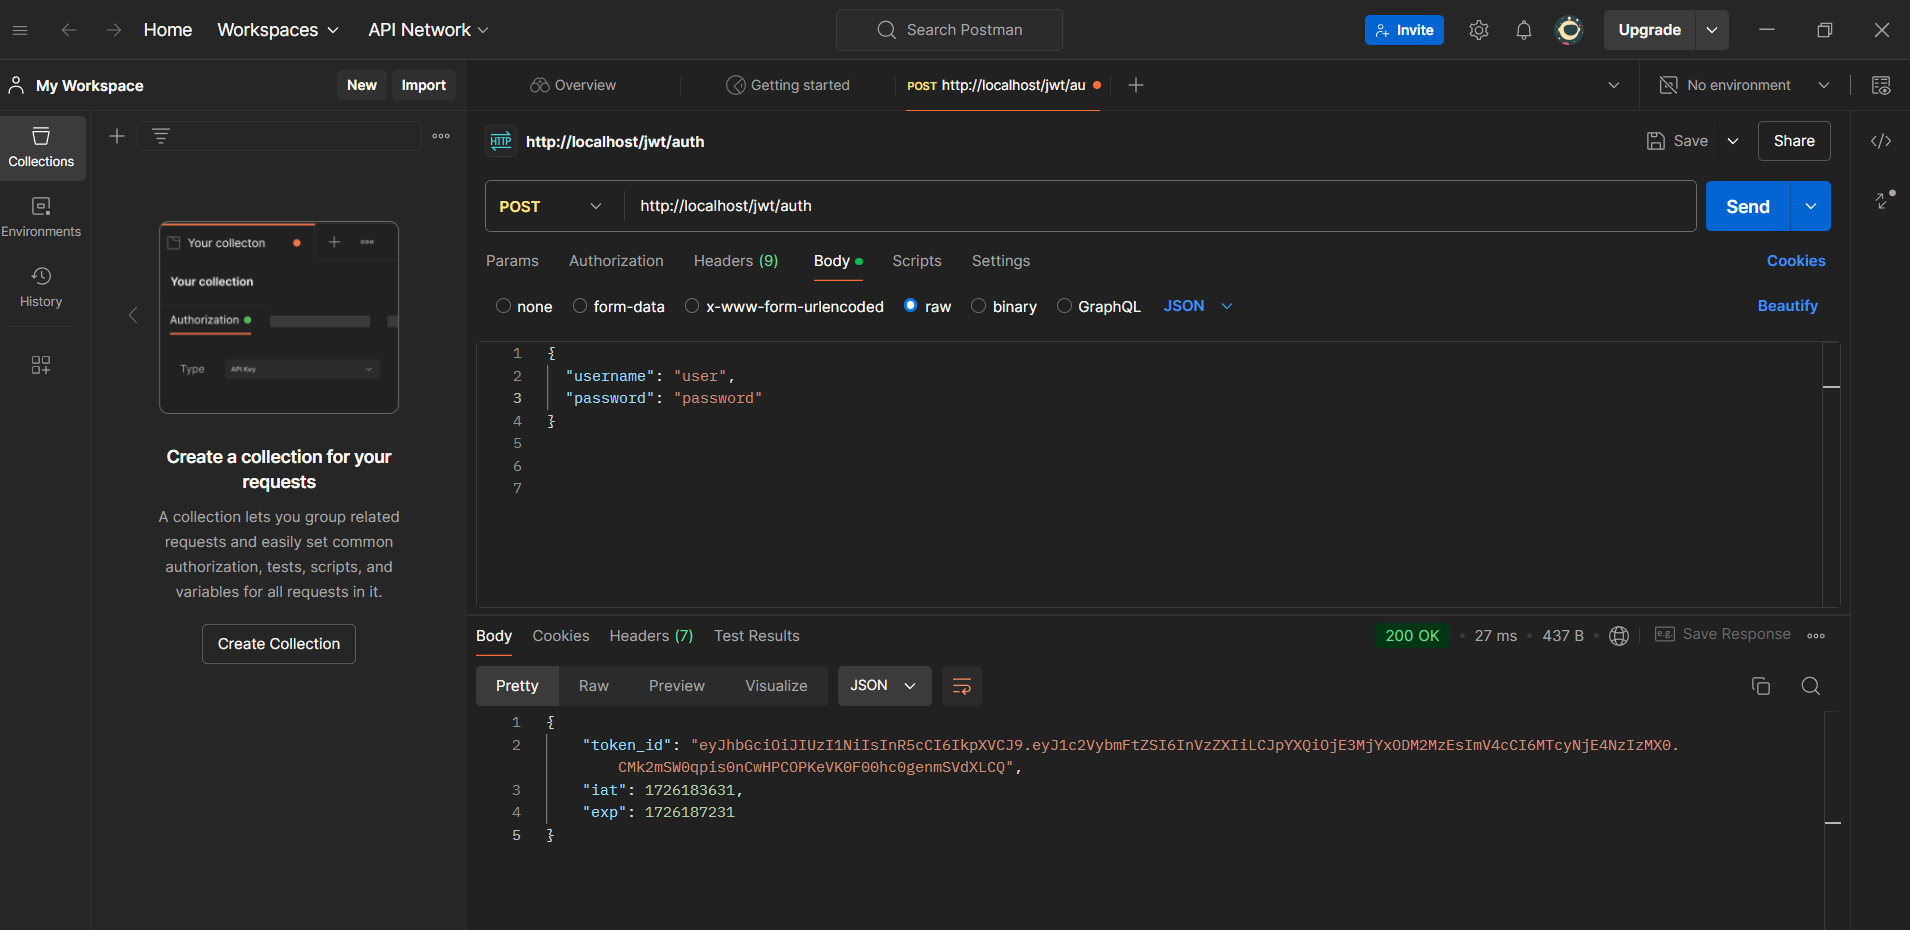 Home
Workspaces
API Network
Search Postman
Invite
Upgrade
My Workspace
New
Import
Overview
Getting started
POST http://localhost/jwt/au
No environment
Collections
Environments
History
Your collecton
Your collection
Authorization
Type
API Key
Create a collection for your
requests
A collection lets you group related
requests and easily set common
authorization, tests, scripts, and
variables for all requests in it.
Create Collection
HTTP
http://localhost/jwt/auth
Save
Share
POST
http://localhost/jwt/auth
Send
Params
Authorization
Headers (9)
Body
Scripts
Settings
Cookies
none
form-data
x-www-form-urlencoded
raw
binary
GraphQL
JSON
Beautify
1 {
2 "username": "user",
3 "password": "password"
4 }
5
6
7
Body
Cookies
Headers (7)
Test Results
200 OK
27 ms
437 B
e.g.
Save Response
Pretty
Raw
Preview
Visualize
JSON
1 {
2 "token_id": "eyJhbGciOiJIUzI1NiIsInR5cCI6IkpXVCJ9.eyJ1c2VybmFtZSI6InVzZXIiLCJpYXQiOjE3MjYxODM2MzEsImV4cCI6MTcyNjE4NzIzMX0.
CMk2mSW0qpis0nCwHPCOPKeVK0F00hc0genmSVdXLCQ",
3 "iat": 1726183631,
4 "exp": 1726187231
5 }